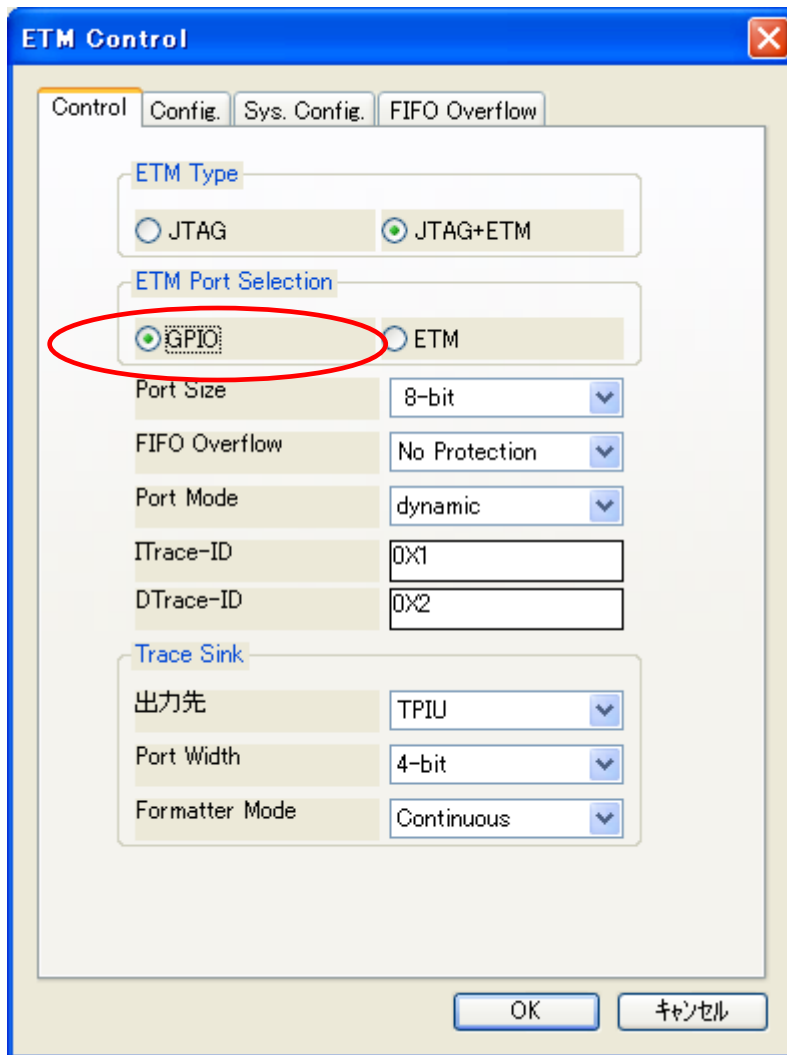 ETM Control
Control Config. Sys. Config. FIFO Overflow
ETM Type
JTAG JTAG+ETM
ETM Port Selection
GPIO ETM
Port Size 8-bit
FIFO Overflow No Protection
Port Mode dynamic
ITrace-ID 0X1
DTrace-ID 0X2
Trace Sink
出力先 TPIU
Port Width 4-bit
Formatter Mode Continuous
OK キャンセル